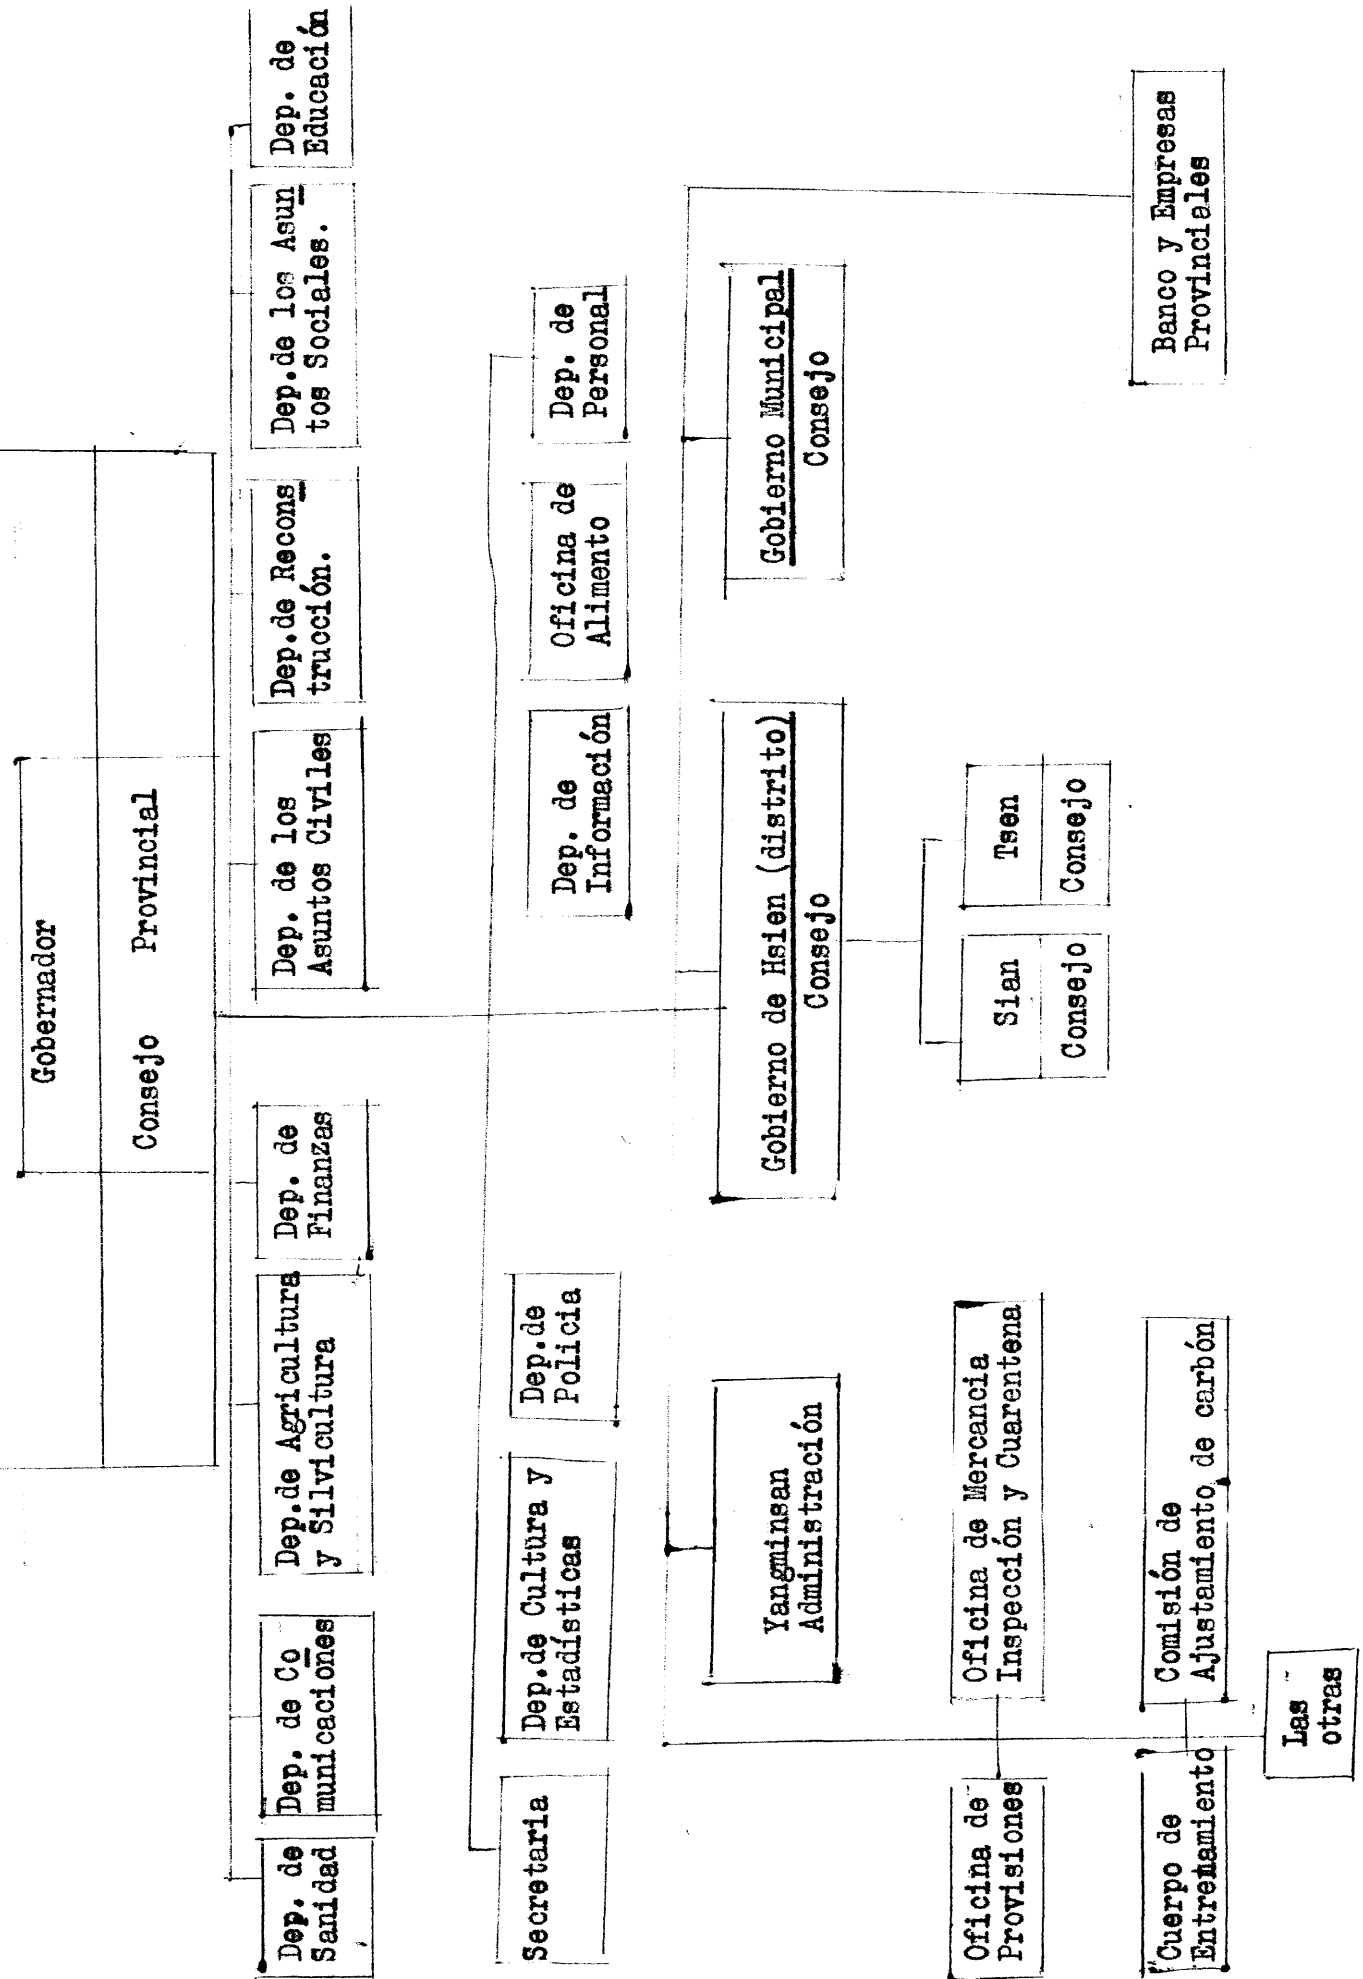 Gobernador
Consejo Provincial
Dep. de
Sanidad
Dep. de Co
municaciones
Dep.de Agricultura
y Silvicultura
Dep. de
Finanzas
Dep. de los
Asuntos Civiles
Dep.de Recons
trucción.
Dep.de los Asun
tos Sociales.
Dep. de
Educación
Secretaria
Dep.de Cultura y
Estadísticas
Dep.de
Policia
Dep. de
Información
Oficina de
Alimento
Dep. de
Personal
Yangminsan
Administración
Gobierno de Hsien (distrito)
Consejo
Gobierno Municipal
Consejo
Oficina de
Provisiones
Oficina de Mercancia
Inspección y Cuarentena
Sian
Consejo
Tsen
Consejo
Cuerpo de
Entrenamiento
Comisión de
Ajustamiento de carbón
Banco y Empresas
Provinciales
Las
otras